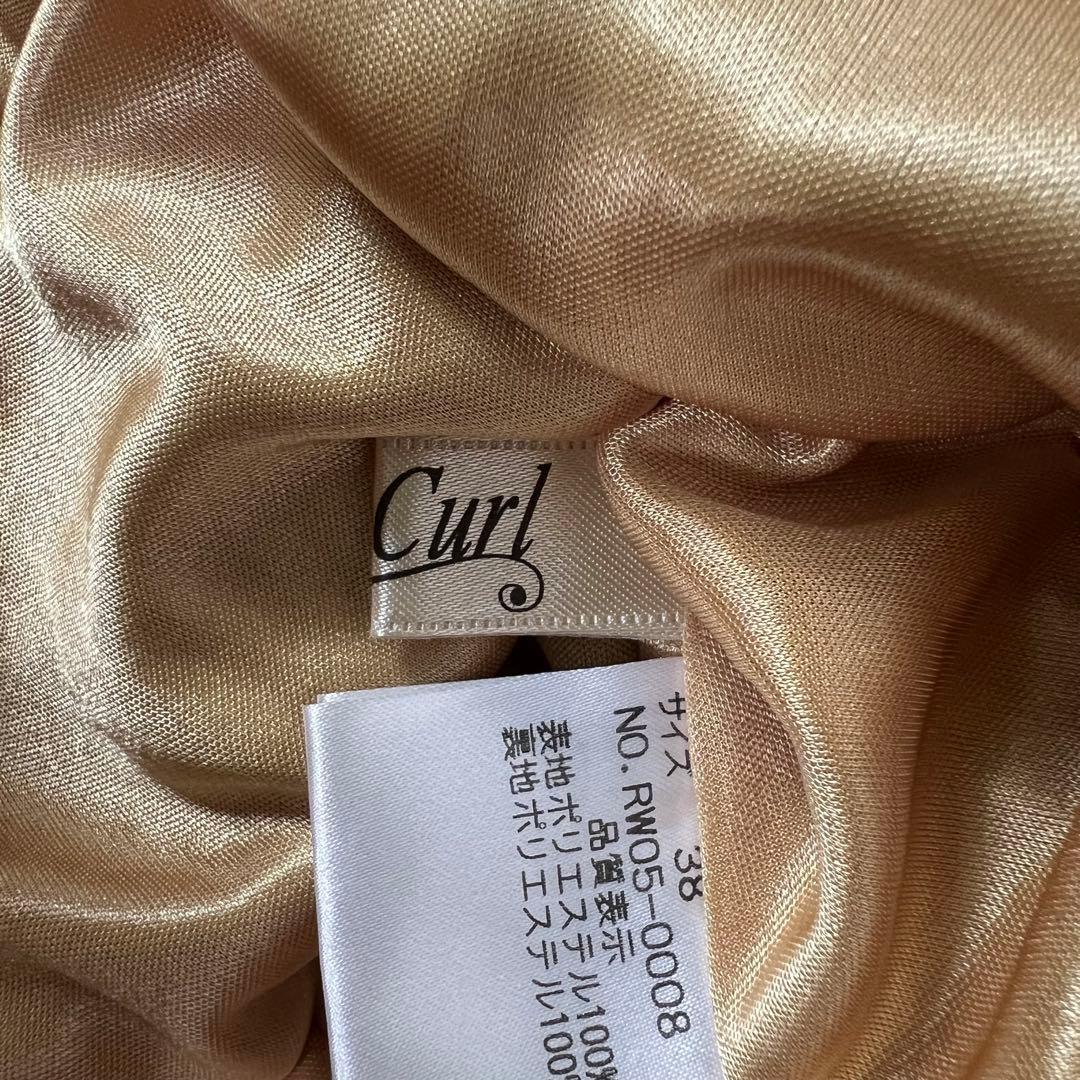 Curl
サイズ 38
NO.RW05-0008
品質表示
表地ポリエステル100%
裏地ポリエステル100%